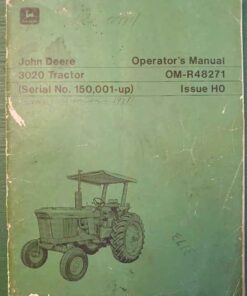 John Deere
3020 Tractor
(Serial No. 150,001-up)
Operator's Manual
OM-R48271
Issue H0